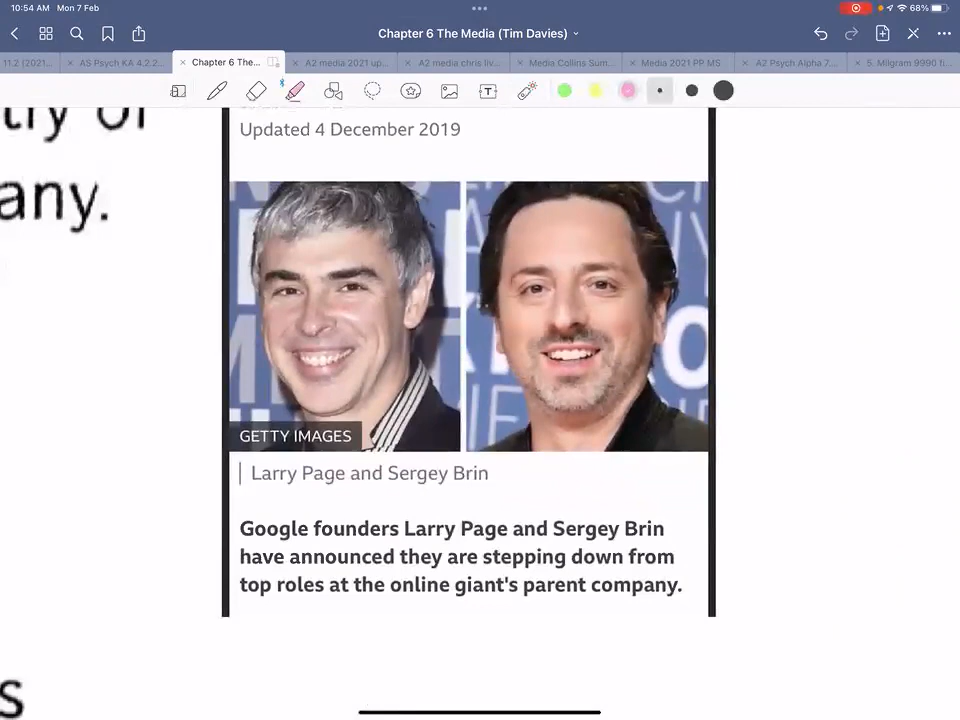 10:54 AM Mon 7 Feb
68%
Chapter 6 The Media (Tim Davies)
11.2 (2021...
AS Psych KA 4.2.2...
Chapter 6 The...
A2 media 2021 up...
A2 media chris liv...
Media Collins Sum...
Media 2021 PP MS
A2 Psych Alpha 7...
5. Milgram 9990 fi...
try of
any.
Updated 4 December 2019
GETTY IMAGES
Larry Page and Sergey Brin
Google founders Larry Page and Sergey Brin
have announced they are stepping down from
top roles at the online giant's parent company.
s